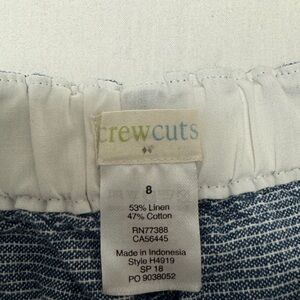 crewcuts
8
53% Linen
47% Cotton
RN77388
CA56445
Made in Indonesia
Style H4919
SP 18
PO 9038052